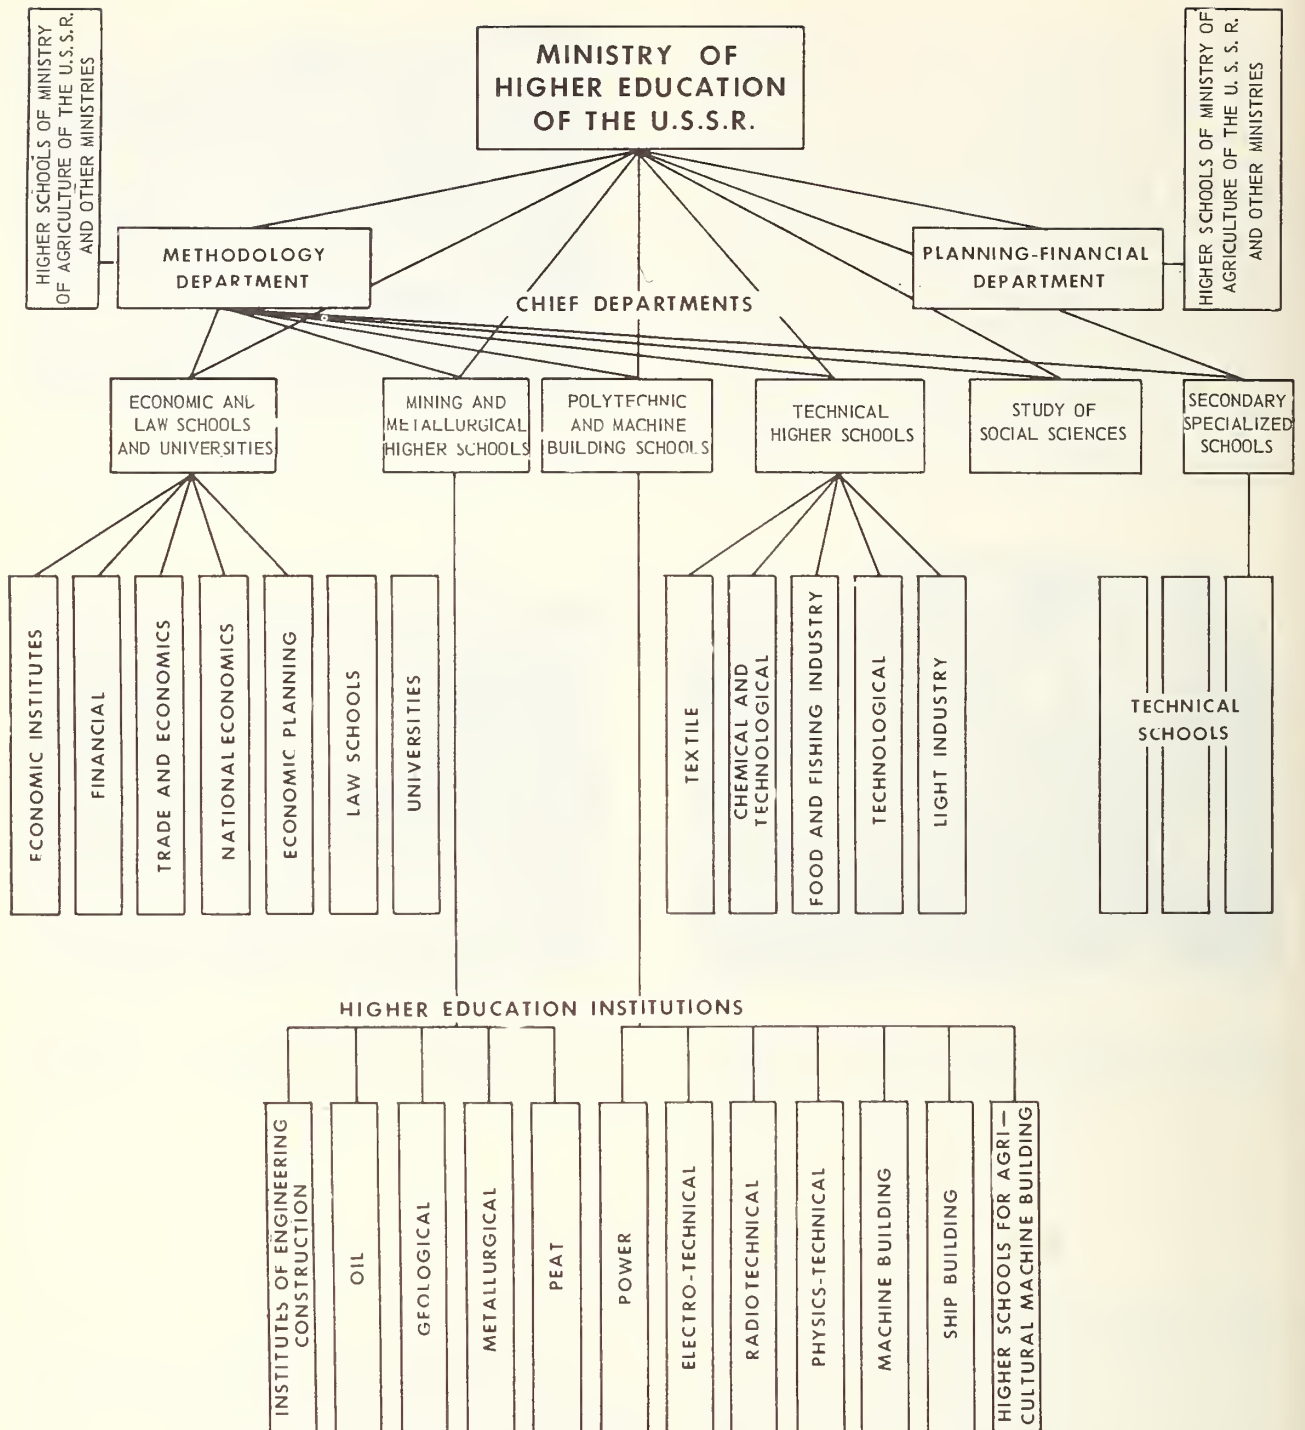 HIGHER SCHOOLS OF MINISTRY
OF AGRICULTURE OF THE U.S.S.R.
AND OTHER MINISTRIES
MINISTRY OF
HIGHER EDUCATION
OF THE U.S.S.R.
HIGHER SCHOOLS OF MINISTRY OF
AGRICULTURE OF THE U. S. S. R.
AND OTHER MINISTRIES
METHODOLOGY
DEPARTMENT
PLANNING-FINANCIAL
DEPARTMENT
CHIEF DEPARTMENTS
ECONOMIC AND
LAW SCHOOLS
AND UNIVERSITIES
MINING AND
METALLURGICAL
HIGHER SCHOOLS
POLYTECHNIC
AND MACHINE
BUILDING SCHOOLS
TECHNICAL
HIGHER SCHOOLS
STUDY OF
SOCIAL SCIENCES
SECONDARY
SPECIALIZED
SCHOOLS
ECONOMIC INSTITUTES
FINANCIAL
TRADE AND ECONOMICS
NATIONAL ECONOMICS
ECONOMIC PLANNING
LAW SCHOOLS
UNIVERSITIES
TEXTILE
CHEMICAL AND
TECHNOLOGICAL
FOOD AND FISHING INDUSTRY
TECHNOLOGICAL
LIGHT INDUSTRY
TECHNICAL
SCHOOLS
HIGHER EDUCATION INSTITUTIONS
INSTITUTES OF ENGINEERING
CONSTRUCTION
OIL
GEOLOGICAL
METALLURGICAL
PEAT
POWER
ELECTRO-TECHNICAL
RADIOTECHNICAL
PHYSICS-TECHNICAL
MACHINE BUILDING
SHIP BUILDING
HIGHER SCHOOLS FOR AGRI—
CULTURAL MACHINE BUILDING